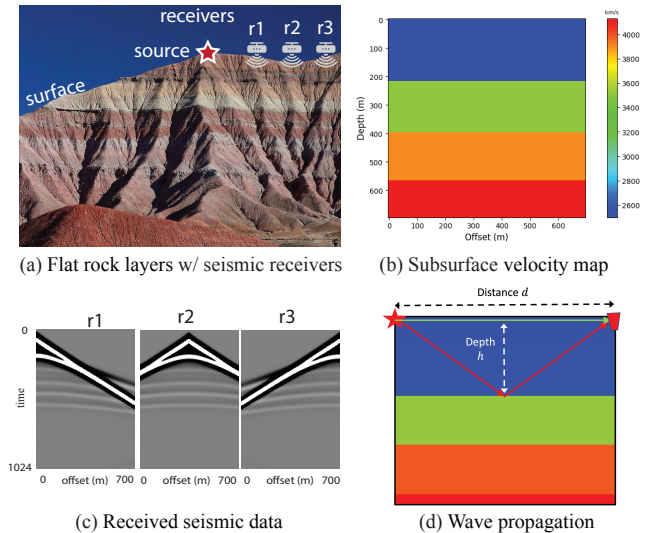 receivers
r1 r2 r3
source
surface
(a) Flat rock layers w/ seismic receivers
km/s
0
100
200
300
400
500
600
Depth (m)
0 100 200 300 400 500 600
Offset (m)
4000
3800
3600
3400
3200
3000
2800
2600
(b) Subsurface velocity map
r1 r2 r3
0
time
1024
0 offset (m) 700 0 offset (m) 700 0 offset (m) 700
(c) Received seismic data
Distance d
Depth
h
(d) Wave propagation